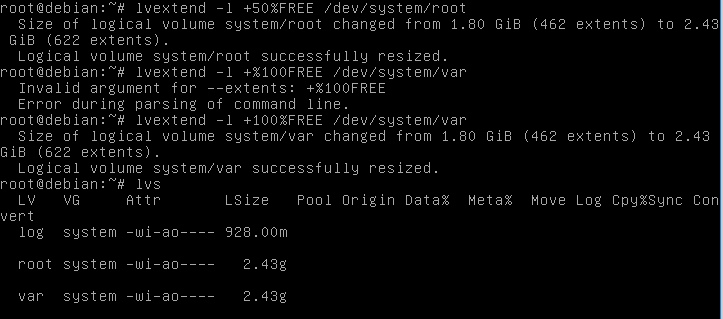 root@debian:~# lvextend -l +50%FREE /dev/system/root
  Size of logical volume system/root changed from 1.80 GiB (462 extents) to 2.43
 GiB (622 extents).
  Logical volume system/root successfully resized.
root@debian:~# lvextend -l +%100FREE /dev/system/var
  Invalid argument for --extents: +%100FREE
  Error during parsing of command line.
root@debian:~# lvextend -l +100%FREE /dev/system/var
  Size of logical volume system/var changed from 1.80 GiB (462 extents) to 2.43
GiB (622 extents).
  Logical volume system/var successfully resized.
root@debian:~# lvs
  LV   VG     Attr       LSize   Pool Origin Data%  Meta%  Move Log Cpy%Sync Con
vert
  log  system -wi-ao---- 928.00m
  root system -wi-ao----   2.43g
  var  system -wi-ao----   2.43g